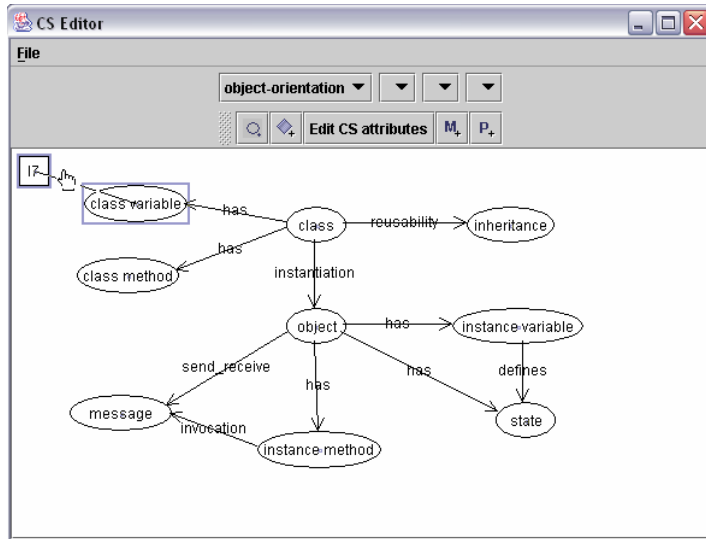 CS Editor
File
object-orientation
Edit CS attributes M+ P+
17
class variable
has
class
reusability
inheritance
has
class method
instantiation
object
has
instance variable
send_receive
has
has
defines
message
invocation
instance method
state